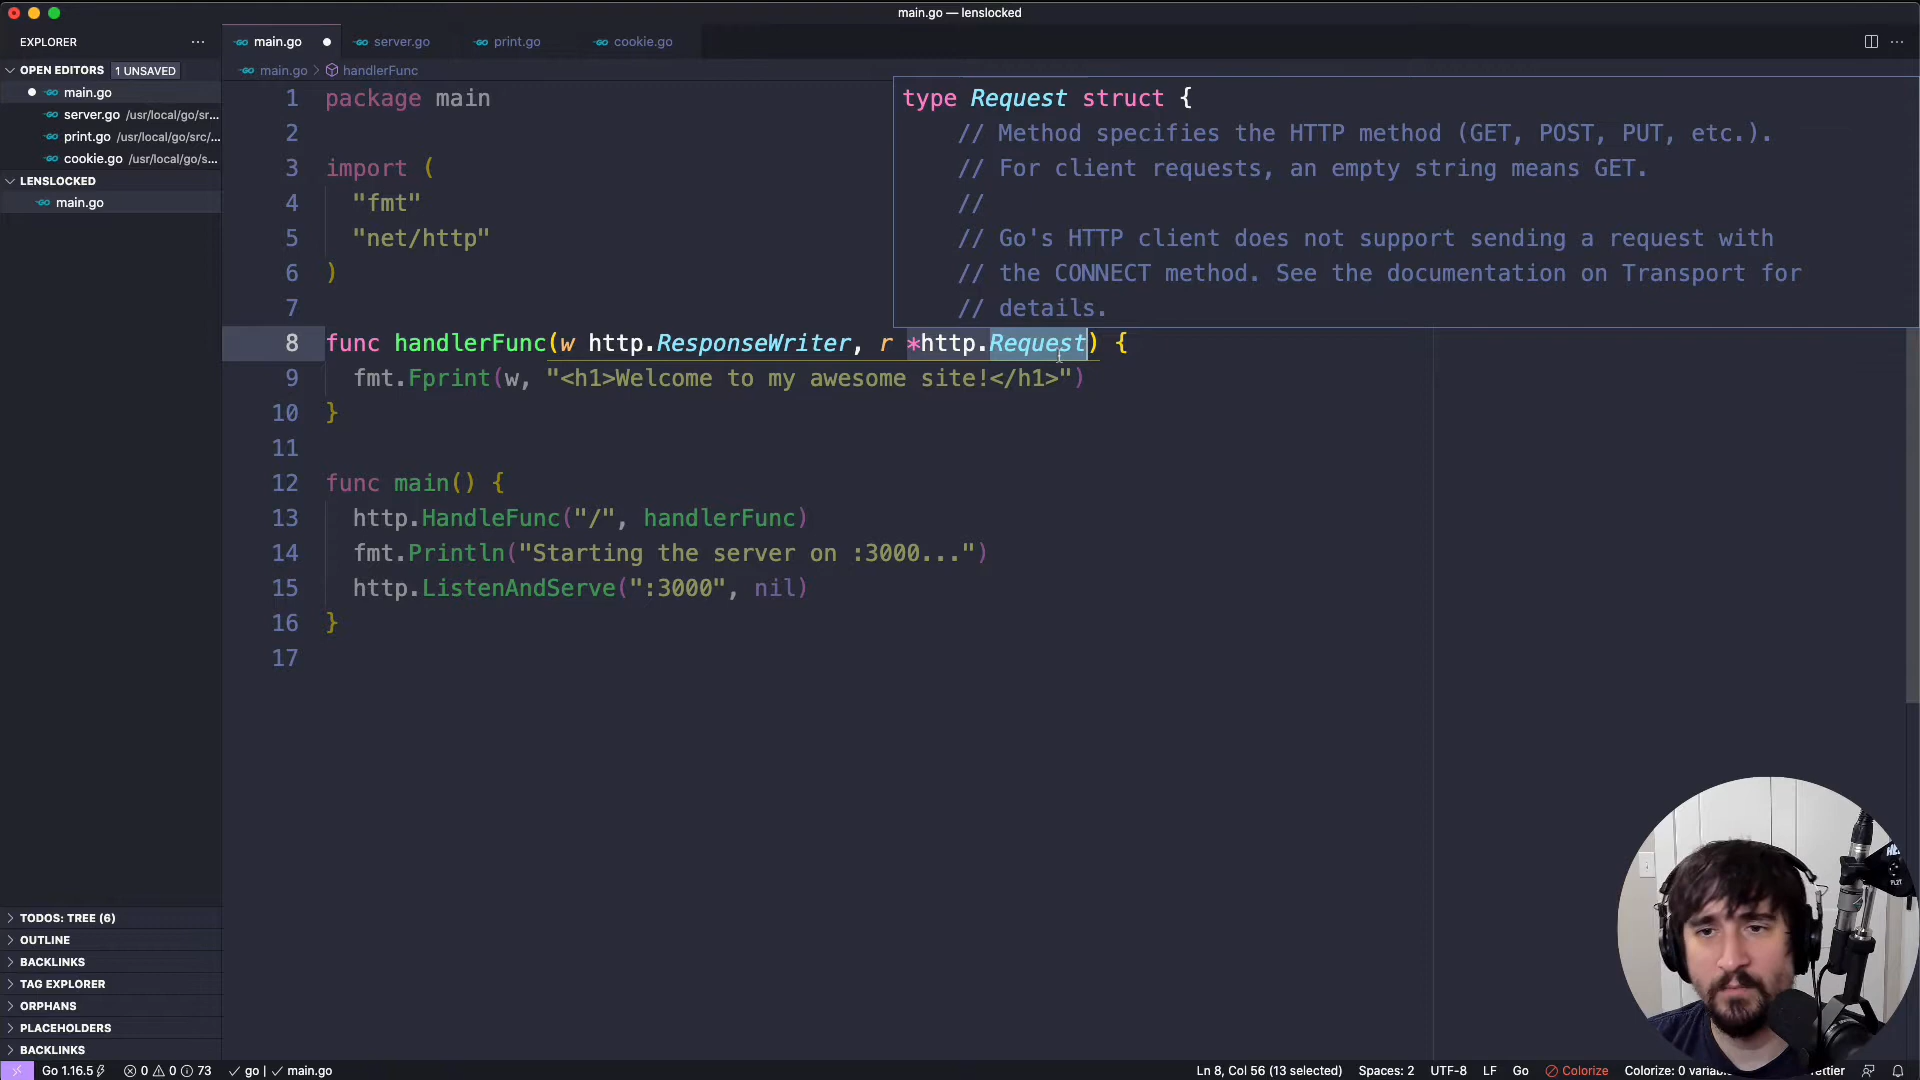 main.go — lenslocked
EXPLORER ···
main.go
server.go
print.go
cookie.go
···
OPEN EDITORS 1 UNSAVED
main.go
server.go /usr/local/go/sr...
print.go /usr/local/go/src/...
cookie.go /usr/local/go/s...
LENSLOCKED
main.go
main.go > handlerFunc
1 package main
2
3 import (
4 "fmt"
5 "net/http"
6 )
7
type Request struct {
// Method specifies the HTTP method (GET, POST, PUT, etc.).
// For client requests, an empty string means GET.
//
// Go's HTTP client does not support sending a request with
// the CONNECT method. See the documentation on Transport for
// details.
8 func handlerFunc(w http.ResponseWriter, r *http.Request) {
9 fmt.Fprint(w, "<h1>Welcome to my awesome site!</h1>")
10 }
11
12 func main() {
13 http.HandleFunc("/", handlerFunc)
14 fmt.Println("Starting the server on :3000...")
15 http.ListenAndServe(":3000", nil)
16 }
17
TODOS: TREE (6)
OUTLINE
BACKLINKS
TAG EXPLORER
ORPHANS
PLACEHOLDERS
BACKLINKS
Go 1.16.5 0 0 73 go | main.go
Ln 8, Col 56 (13 selected) Spaces: 2 UTF-8 LF Go Colorize Colorize: 0 variab ettier